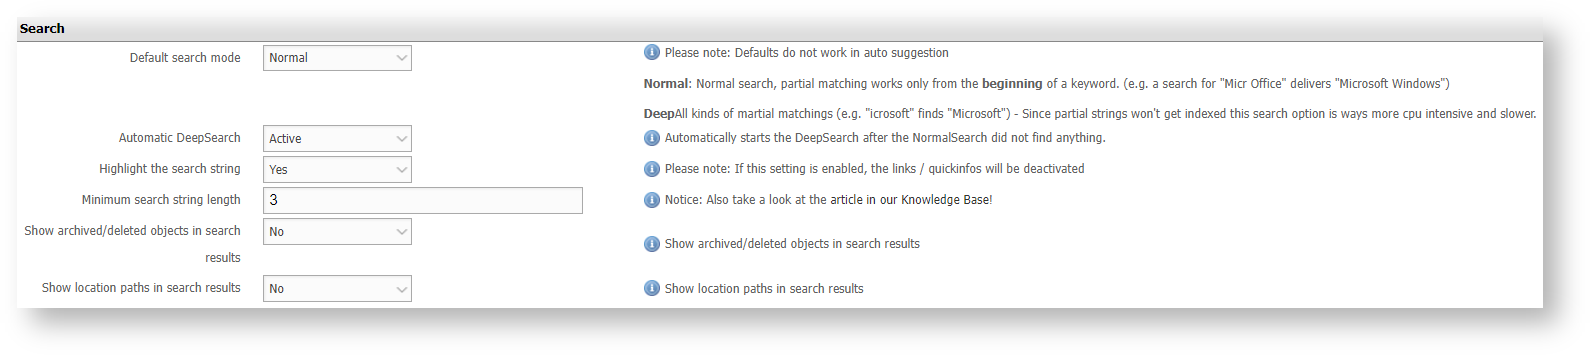 Search
Default search mode Normal Please note: Defaults do not work in auto suggestion
Normal: Normal search, partial matching works only from the beginning of a keyword. (e.g. a search for "Micr Office" delivers "Microsoft Windows")
DeepAll kinds of martial matchings (e.g. "icrosoft" finds "Microsoft") - Since partial strings won't get indexed this search option is ways more cpu intensive and slower.
Automatic DeepSearch Active Automatically starts the DeepSearch after the NormalSearch did not find anything.
Highlight the search string Yes Please note: If this setting is enabled, the links / quickinfos will be deactivated
Minimum search string length 3 Notice: Also take a look at the article in our Knowledge Base!
Show archived/deleted objects in search No
results
Show archived/deleted objects in search results
Show location paths in search results No Show location paths in search results